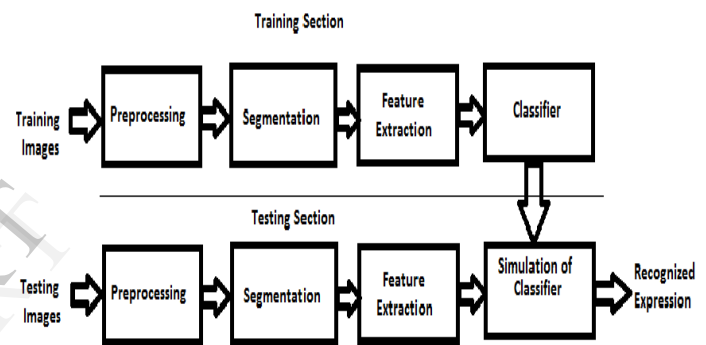 Training Section
Training
Images
Preprocessing
Segmentation
Feature
Extraction
Classifier
Testing Section
Testing
Images
Preprocessing
Segmentation
Feature
Extraction
Simulation of
Classifier
Recognized
Expression